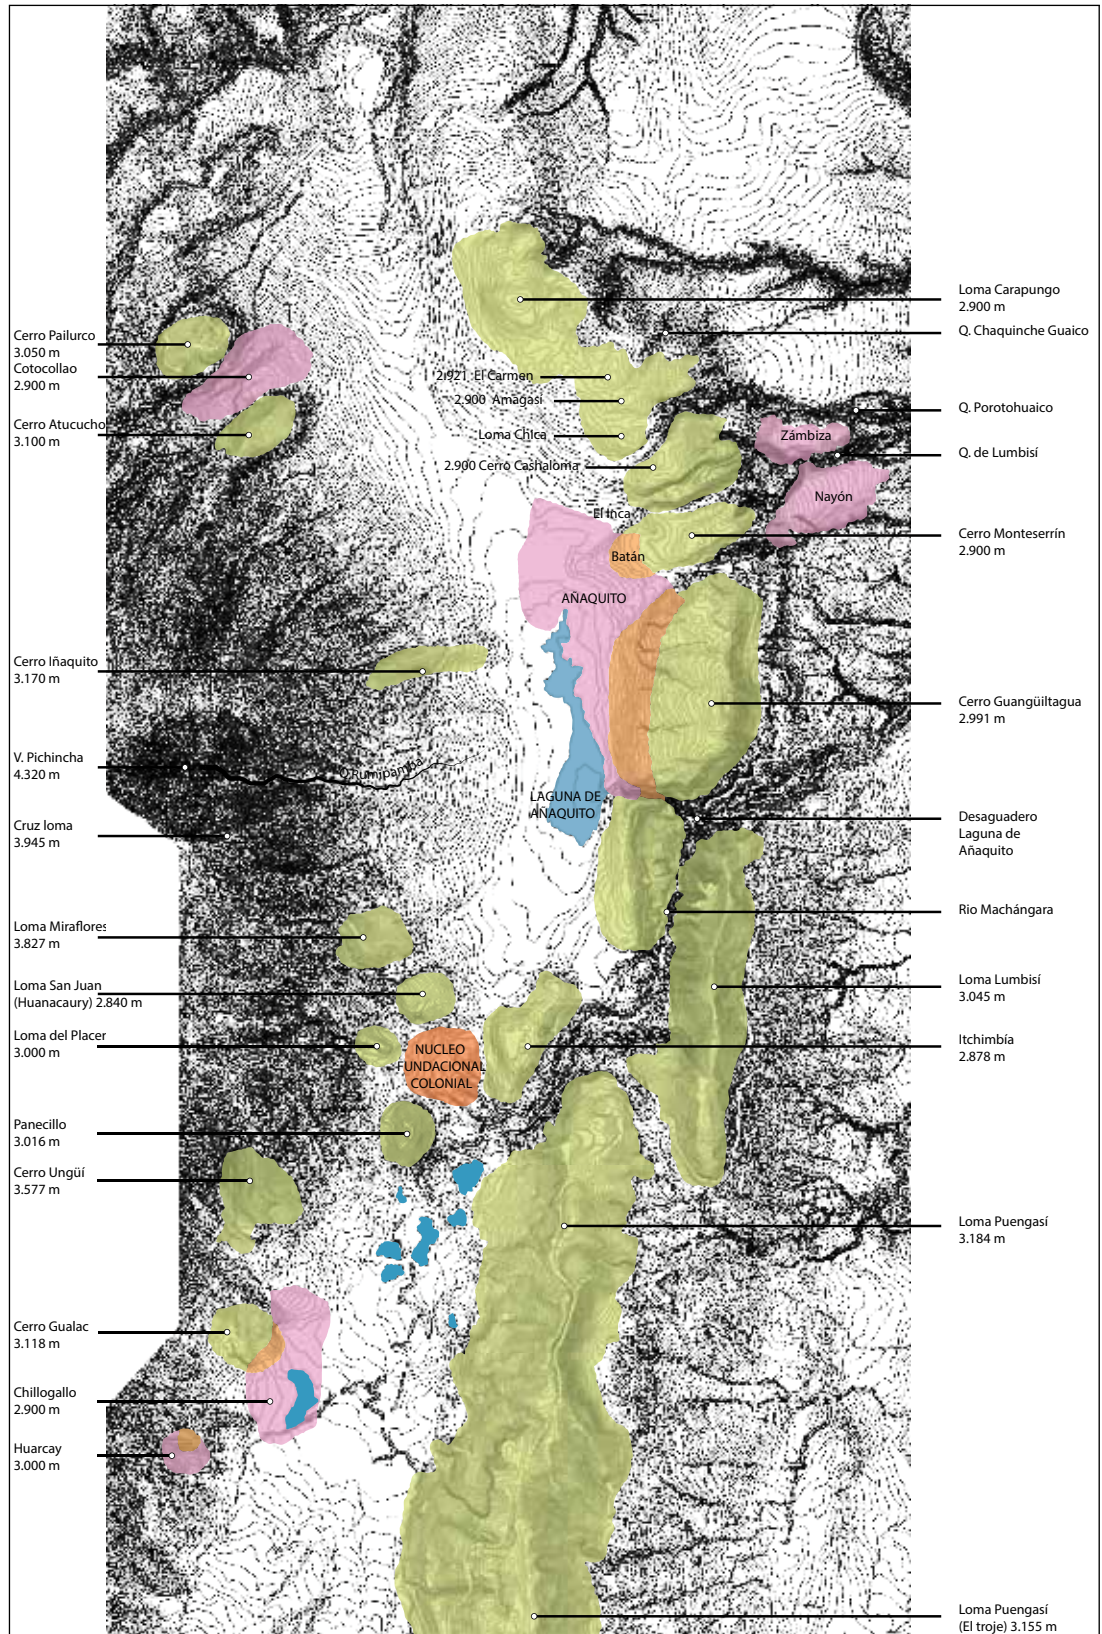 Cerro Pailurco
3.050 m
Cotocollao
2.900 m
Cerro Atucucho
3.100 m
Cerro Iñaquito
3.170 m
V. Pichincha
4.320 m
Cruz loma
3.945 m
Loma Miraflores
3.827 m
Loma San Juan
(Huanacaury) 2.840 m
Loma del Placer
3.000 m
Panecillo
3.016 m
Cerro Ungüí
3.577 m
Cerro Gualac
3.118 m
Chillogallo
2.900 m
Huarcay
3.000 m
2.921 El Carmen
2.900 Amagasí
Loma Chica
2.900 Cerro Cashaloma
El Inca
Batán
AÑAQUITO
Zámbiza
Nayón
Q Rumipamba
LAGUNA DE
AÑAQUITO
NUCLEO
FUNDACIONAL
COLONIAL
Loma Carapungo
2.900 m
Q. Chaquinche Guaico
Q. Porotohuaico
Q. de Lumbisí
Cerro Monteserrín
2.900 m
Cerro Guangüiltagua
2.991 m
Desaguadero
Laguna de
Añaquito
Rio Machángara
Loma Lumbisí
3.045 m
Itchimbía
2.878 m
Loma Puengasí
3.184 m
Loma Puengasí
(El troje) 3.155 m